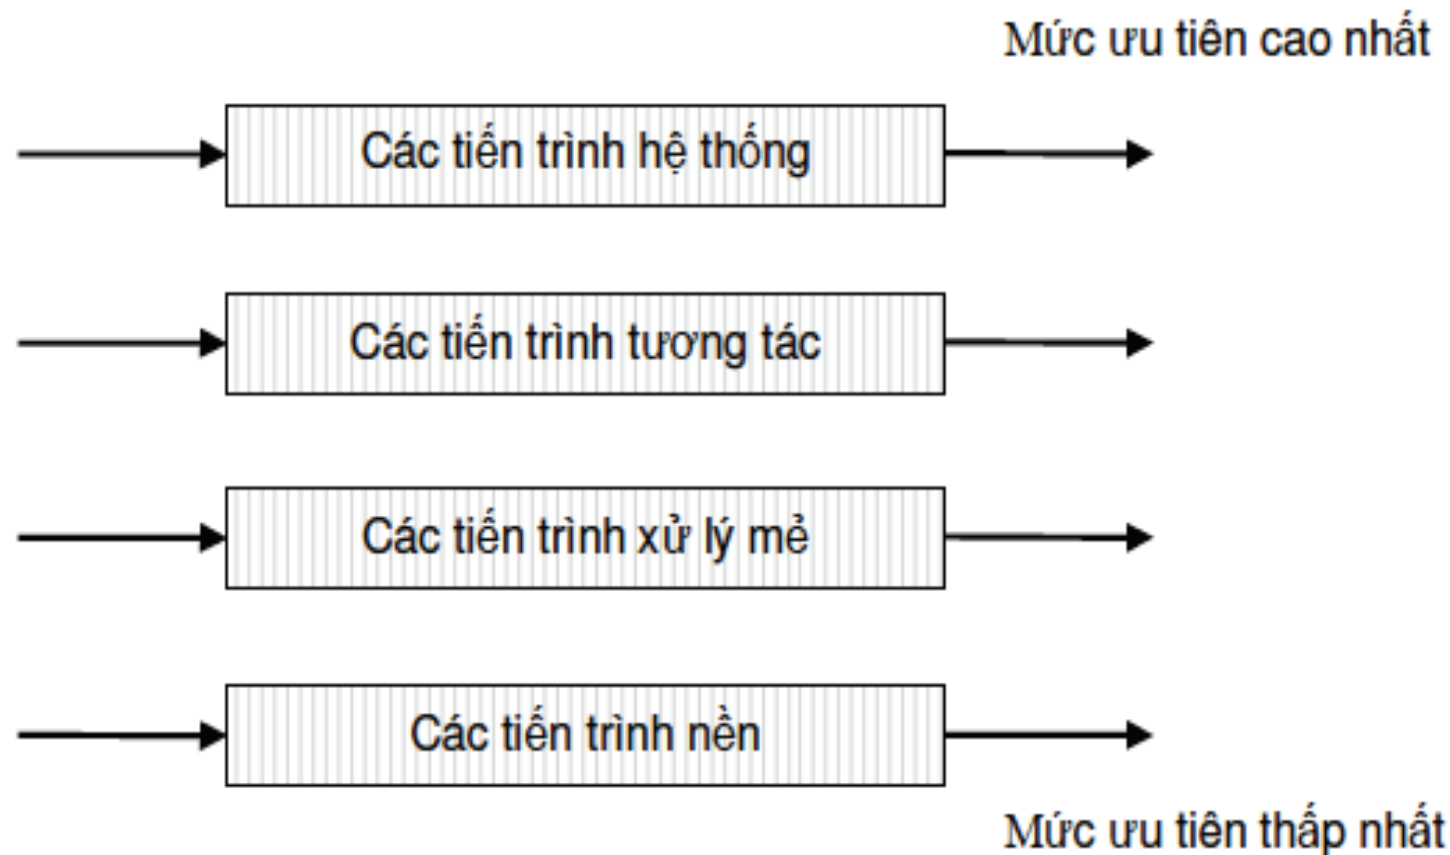 Mức ưu tiên cao nhất
Các tiến trình hệ thống
Các tiến trình tương tác
Các tiến trình xử lý mẻ
Các tiến trình nền
Mức ưu tiên thấp nhất